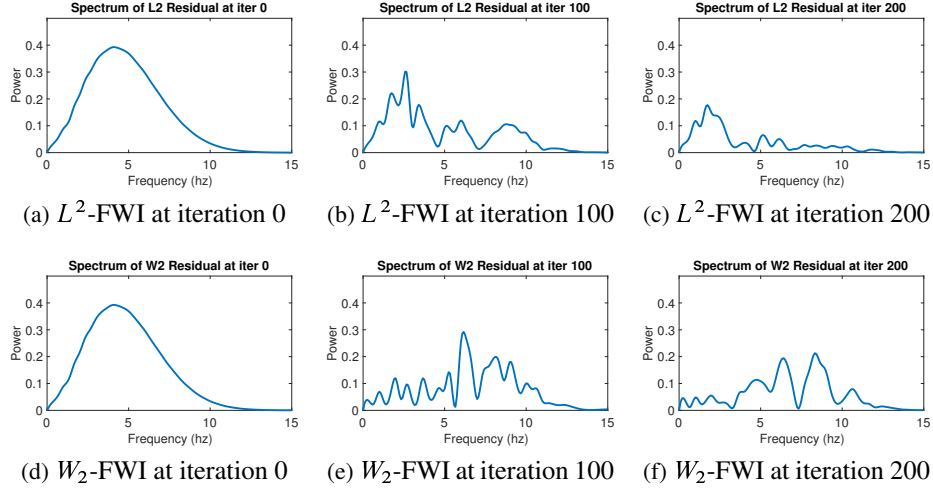 Spectrum of L2 Residual at iter 0
Power
0.4
0.3
0.2
0.1
0
0 5 10 15
Frequency (hz)
(a) L²-FWI at iteration 0
Spectrum of L2 Residual at iter 100
Power
0.4
0.3
0.2
0.1
0
0 5 10 15
Frequency (hz)
(b) L²-FWI at iteration 100
Spectrum of L2 Residual at iter 200
Power
0.4
0.3
0.2
0.1
0
0 5 10 15
Frequency (hz)
(c) L²-FWI at iteration 200
Spectrum of W2 Residual at iter 0
Power
0.4
0.3
0.2
0.1
0
0 5 10 15
Frequency (hz)
(d) W₂-FWI at iteration 0
Spectrum of W2 Residual at iter 100
Power
0.4
0.3
0.2
0.1
0
0 5 10 15
Frequency (hz)
(e) W₂-FWI at iteration 100
Spectrum of W2 Residual at iter 200
Power
0.4
0.3
0.2
0.1
0
0 5 10 15
Frequency (hz)
(f) W₂-FWI at iteration 200